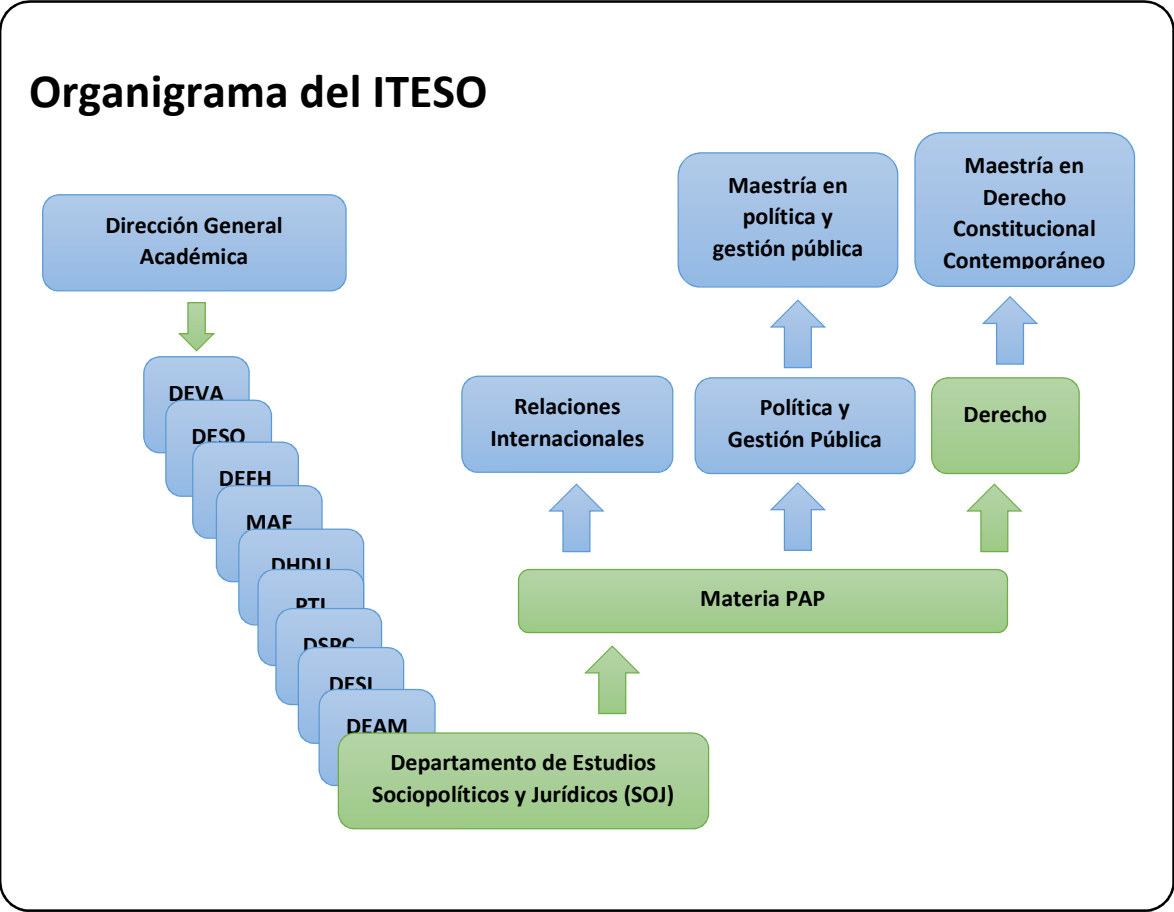 Organigrama del ITESO
Dirección General
Académica
DEVA
DESO
DEFH
MAF
DHDU
PTI
DSPC
DESI
DEAM
Departamento de Estudios
Sociopolíticos y Jurídicos (SOJ)
Materia PAP
Relaciones
Internacionales
Política y
Gestión Pública
Derecho
Maestría en
política y
gestión pública
Maestría en
Derecho
Constitucional
Contemporáneo